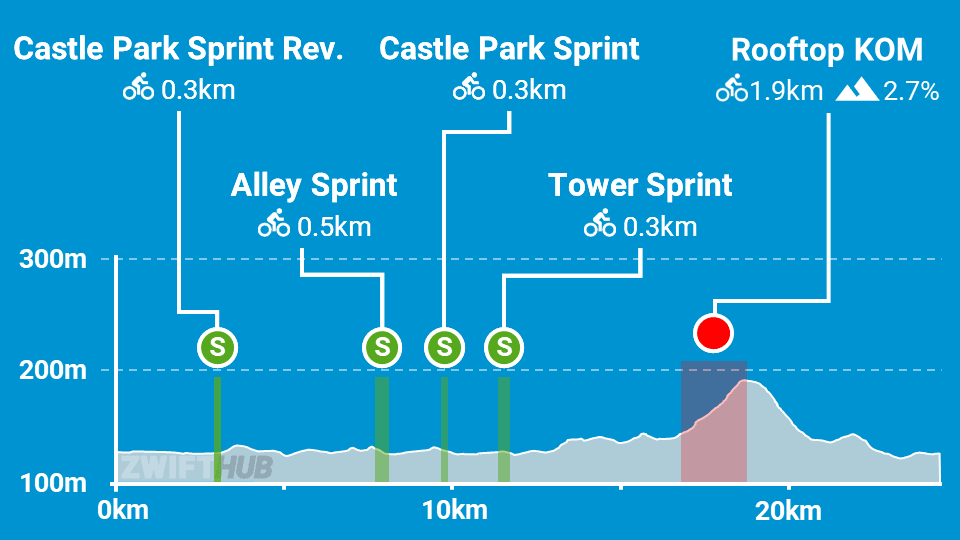 Castle Park Sprint Rev.
0.3km
Castle Park Sprint
0.3km
Rooftop KOM
1.9km 2.7%
Alley Sprint
0.5km
Tower Sprint
0.3km
300m
200m
100m
S
S
S
S
ZWIFTHUB
0km
10km
20km